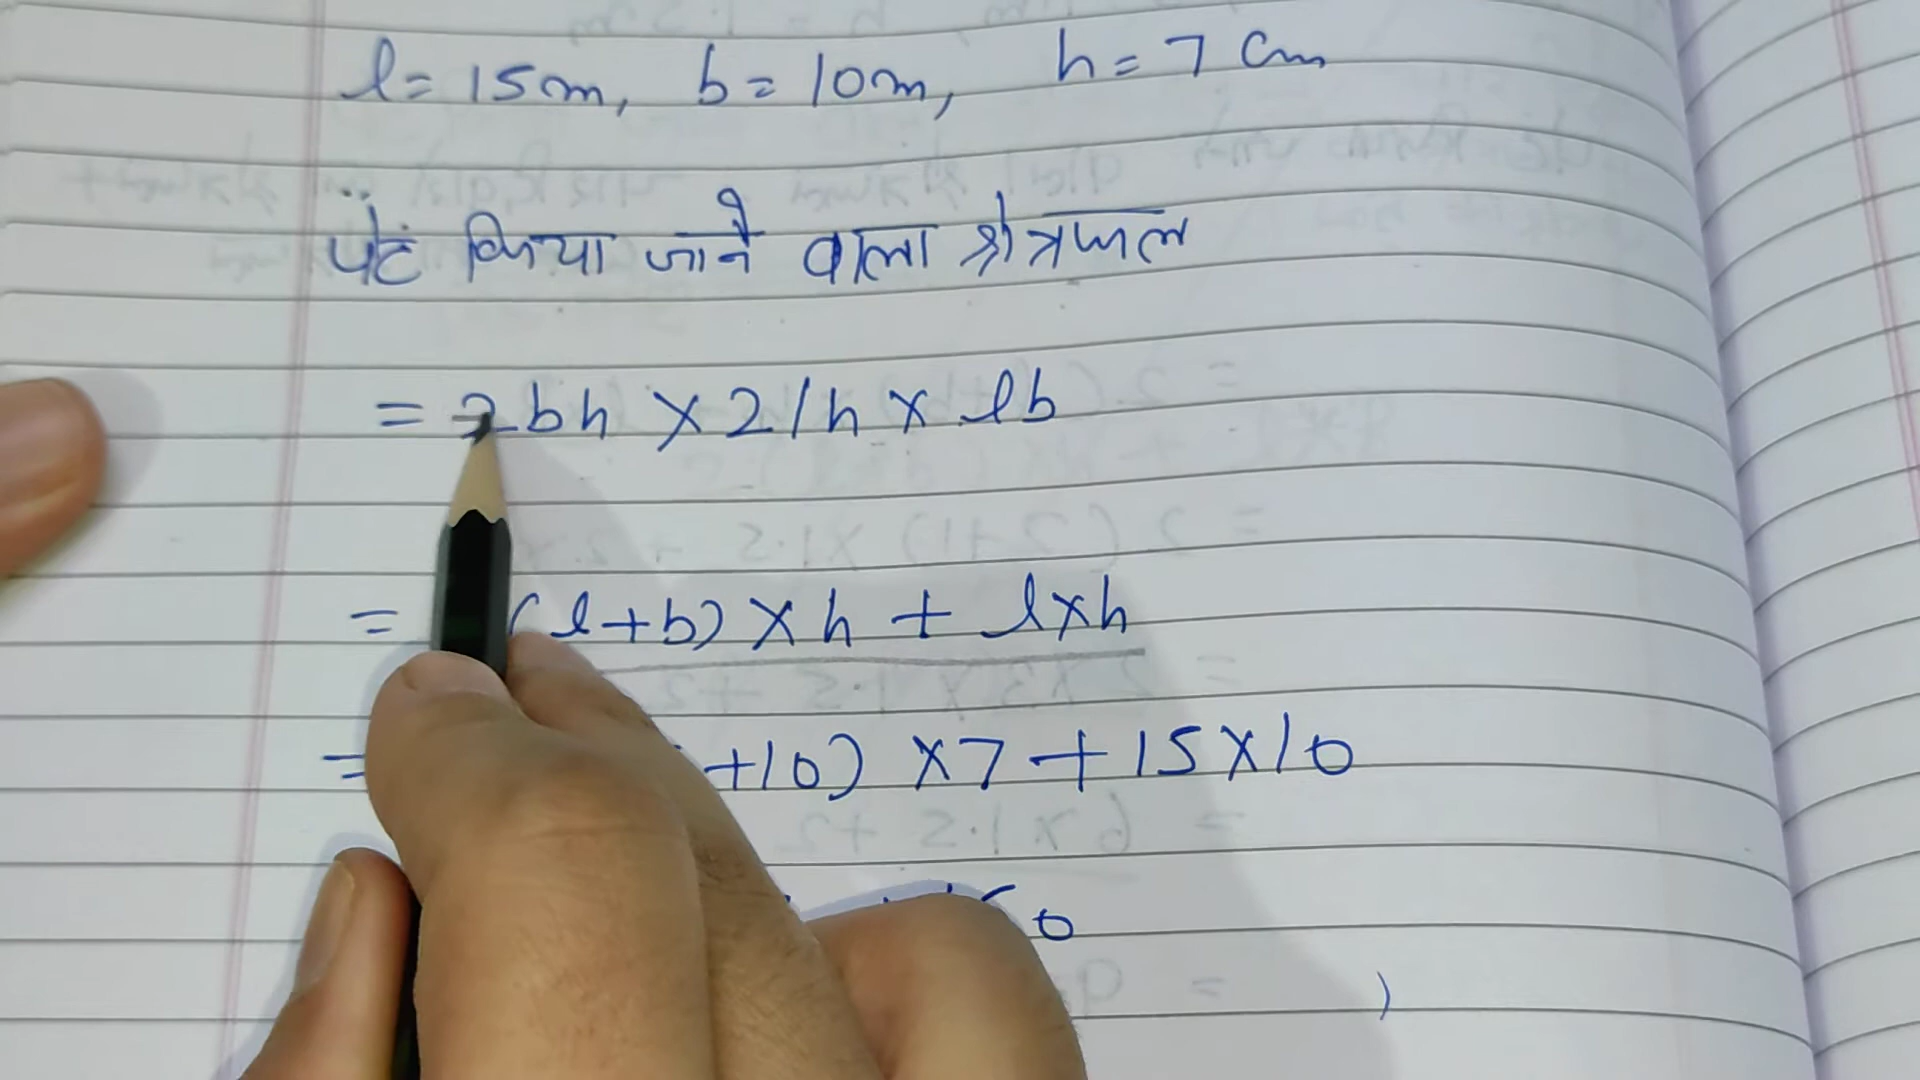 l = 15m, b = 10m, h = 7 cm
पेंट किया जाने वाला क्षेत्रफल
= 2bh × 2lh × lb
= (l+b) × h + l×h
= +10) × 7 + 15 × 10